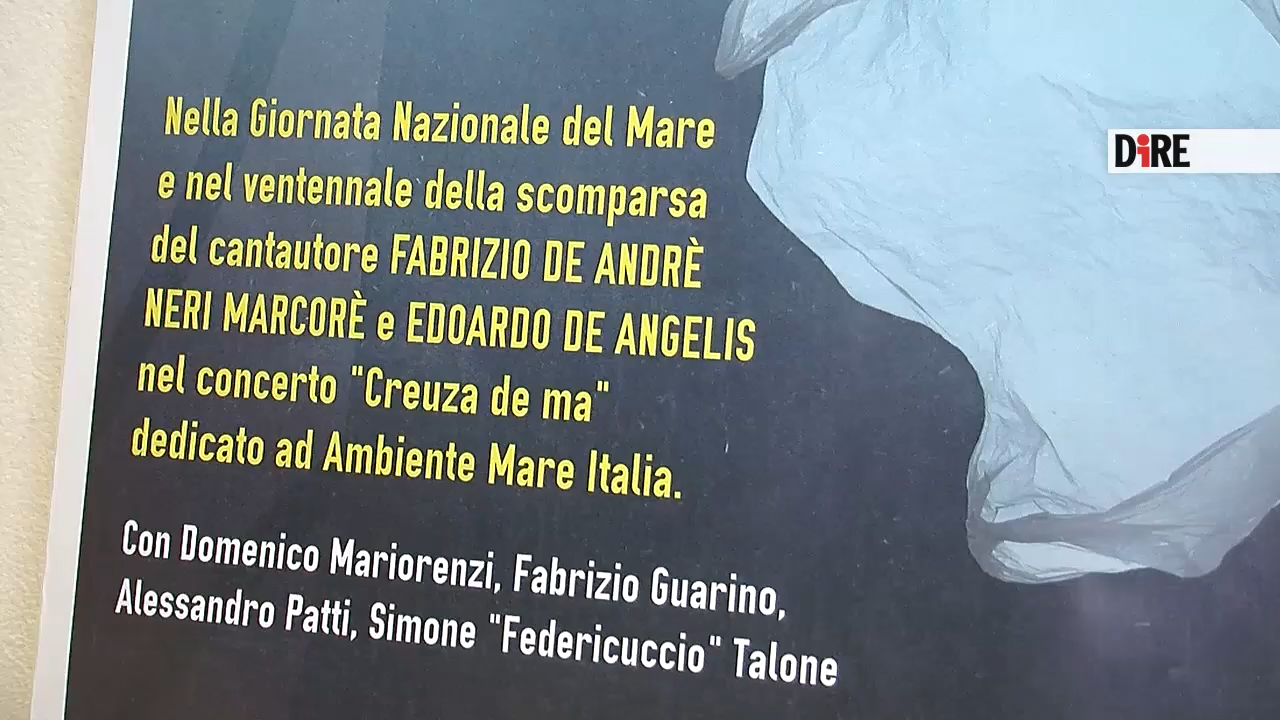 Nella Giornata Nazionale del Mare
e nel ventennale della scomparsa
del cantautore FABRIZIO DE ANDRÈ
NERI MARCORÈ e EDOARDO DE ANGELIS
nel concerto "Creuza de ma"
dedicato ad Ambiente Mare Italia.
Con Domenico Mariorenzi, Fabrizio Guarino,
Alessandro Patti, Simone "Federicuccio" Talone
DiRE